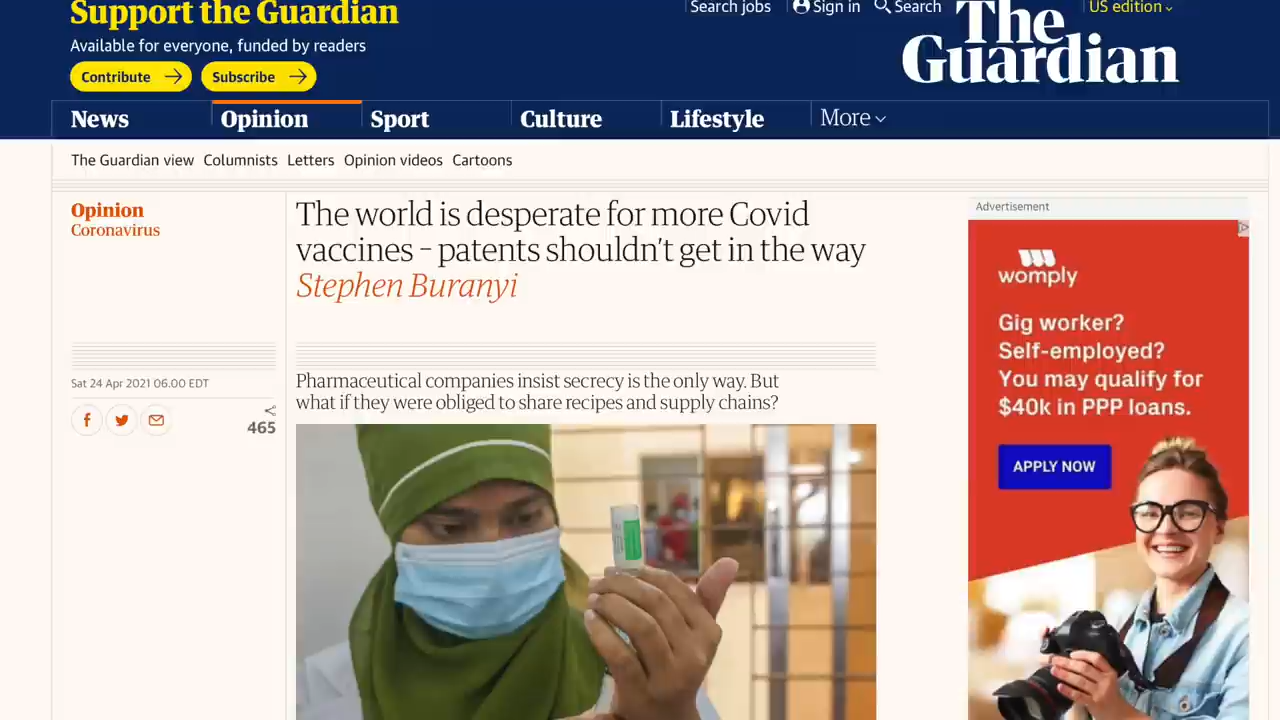 Support the Guardian
Available for everyone, funded by readers
Contribute
Subscribe
Search jobs
Sign in
Search
US edition
The
Guardian
News
Opinion
Sport
Culture
Lifestyle
More
The Guardian view
Columnists
Letters
Opinion videos
Cartoons
Opinion
Coronavirus
The world is desperate for more Covid
vaccines – patents shouldn't get in the way
Stephen Buranyi
Sat 24 Apr 2021 06.00 EDT
465
Pharmaceutical companies insist secrecy is the only way. But
what if they were obliged to share recipes and supply chains?
Advertisement
womply
Gig worker?
Self-employed?
You may qualify for
$40k in PPP loans.
APPLY NOW